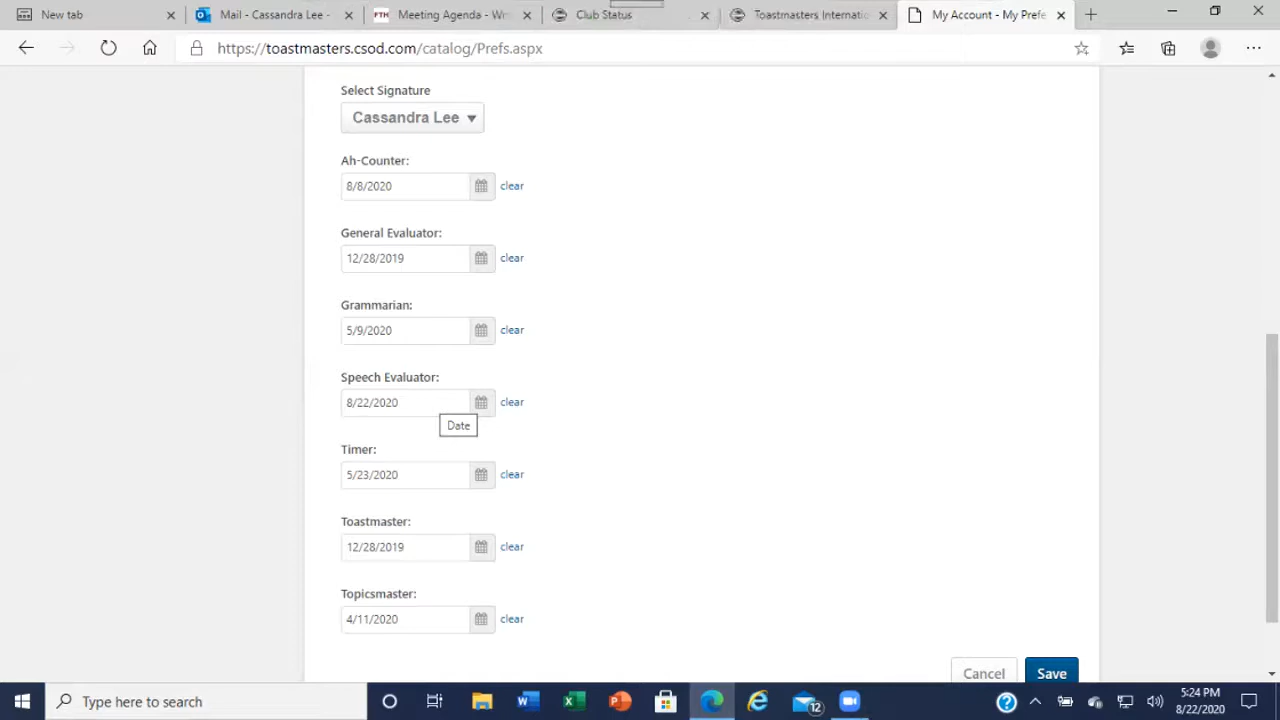 New tab
Mail - Cassandra Lee -
FTH
Meeting Agenda - Wm
Club Status
Toastmasters Internatio
My Account - My Prefe
https://toastmasters.csod.com/catalog/Prefs.aspx
Select Signature
Cassandra Lee
Ah-Counter:
8/8/2020
clear
General Evaluator:
12/28/2019
clear
Grammarian:
5/9/2020
clear
Speech Evaluator:
8/22/2020
clear
Date
Timer:
5/23/2020
clear
Toastmaster:
12/28/2019
clear
Topicsmaster:
4/11/2020
clear
Cancel
Save
Type here to search
12
5:24 PM
8/22/2020